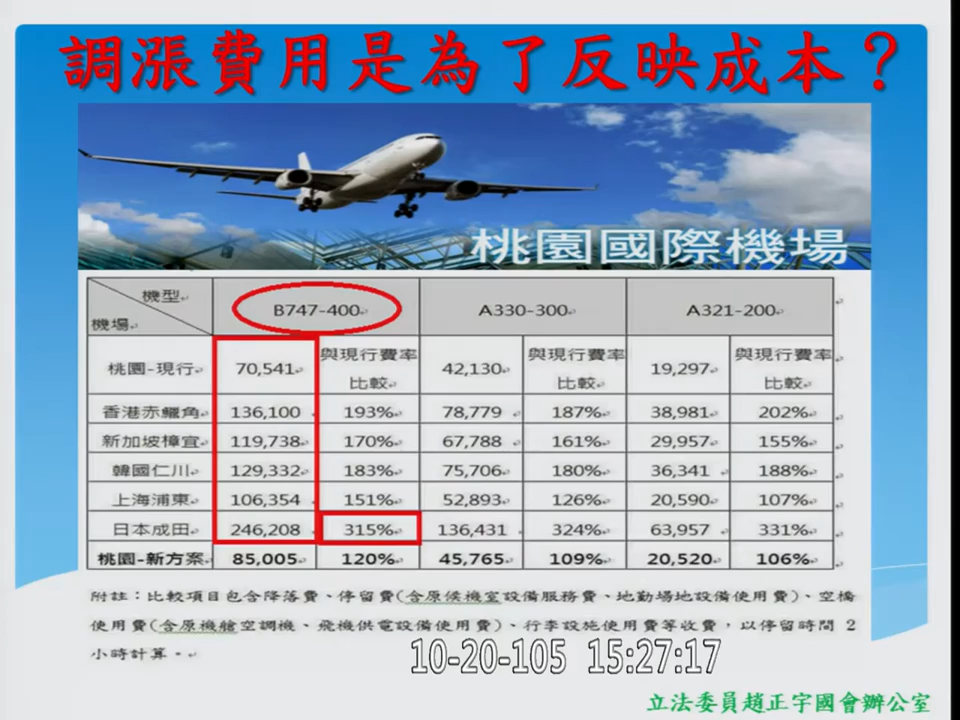 調漲費用是為了反映成本？
桃園國際機場
機型
機場
B747-400
A330-300
A321-200
桃園-現行 70,541 與現行費率比較 42,130 與現行費率比較 19,297 與現行費率比較
香港赤鱲角 136,100 193% 78,779 187% 38,981 202%
新加坡樟宜 119,738 170% 67,788 161% 29,957 155%
韓國仁川 129,332 183% 75,706 180% 36,341 188%
上海浦東 106,354 151% 52,893 126% 20,590 107%
日本成田 246,208 315% 136,431 324% 63,957 331%
桃園-新方案 85,005 120% 45,765 109% 20,520 106%
附註：比較項目包含降落費、停留費(含原候機室設備服務費、地勤場地設備使用費)、空橋
使用費(含原機艙空調機、飛機供電設備使用費)、行李設施使用費等收費，以停留時間 2
小時計算。
10-20-105 15:27:17
立法委員趙正宇國會辦公室